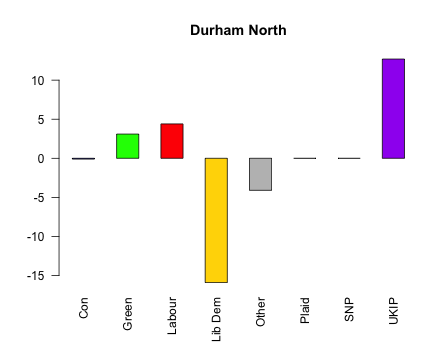 Durham North
10
5
0
-5
-10
-15
Con
Green
Labour
Lib Dem
Other
Plaid
SNP
UKIP